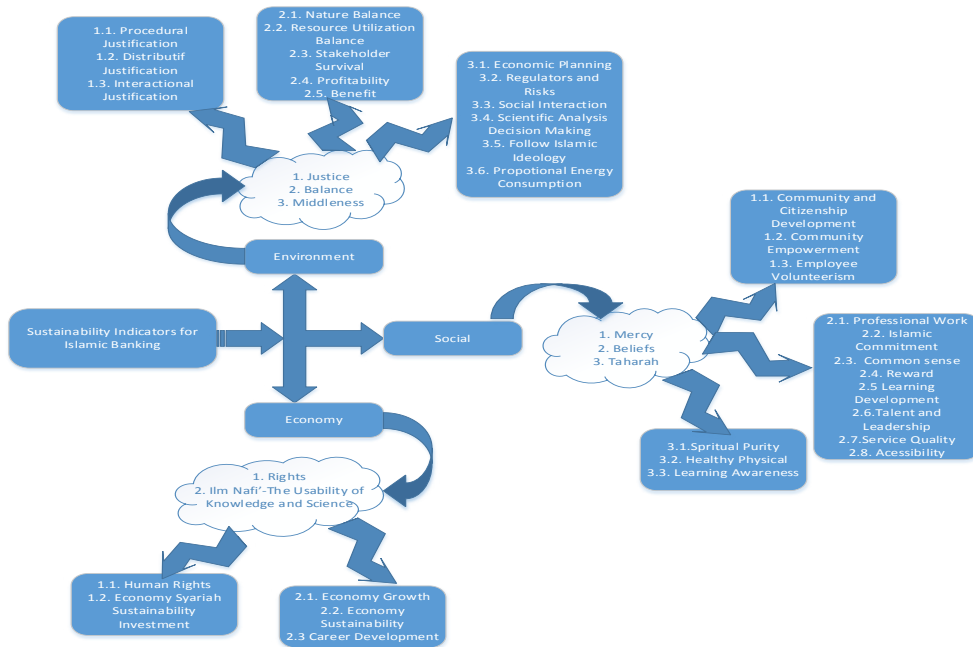 1.1. Procedural
Justification
1.2. Distributif
Justification
1.3. Interactional
Justification
2.1. Nature Balance
2.2. Resource Utilization
Balance
2.3. Stakeholder
Survival
2.4. Profitability
2.5. Benefit
3.1. Economic Planning
3.2. Regulators and
Risks
3.3. Social Interaction
3.4. Scientific Analysis
Decision Making
3.5. Follow Islamic
Ideology
3.6. Propotional Energy
Consumption
1. Justice
2. Balance
3. Middleness
Environment
Sustainability Indicators for
Islamic Banking
Social
1. Mercy
2. Beliefs
3. Taharah
1.1. Community and
Citizenship
Development
1.2. Community
Empowerment
1.3. Employee
Volunteerism
2.1. Professional Work
2.2. Islamic
Commitment
2.3. Common sense
2.4. Reward
2.5 Learning
Development
2.6.Talent and
Leadership
2.7.Service Quality
2.8. Acessibility
3.1.Spritual Purity
3.2. Healthy Physical
3.3. Learning Awareness
Economy
1. Rights
2. Ilm Nafi’-The Usability of
Knowledge and Science
1.1. Human Rights
1.2. Economy Syariah
Sustainability
Investment
2.1. Economy Growth
2.2. Economy
Sustainability
2.3 Career Development